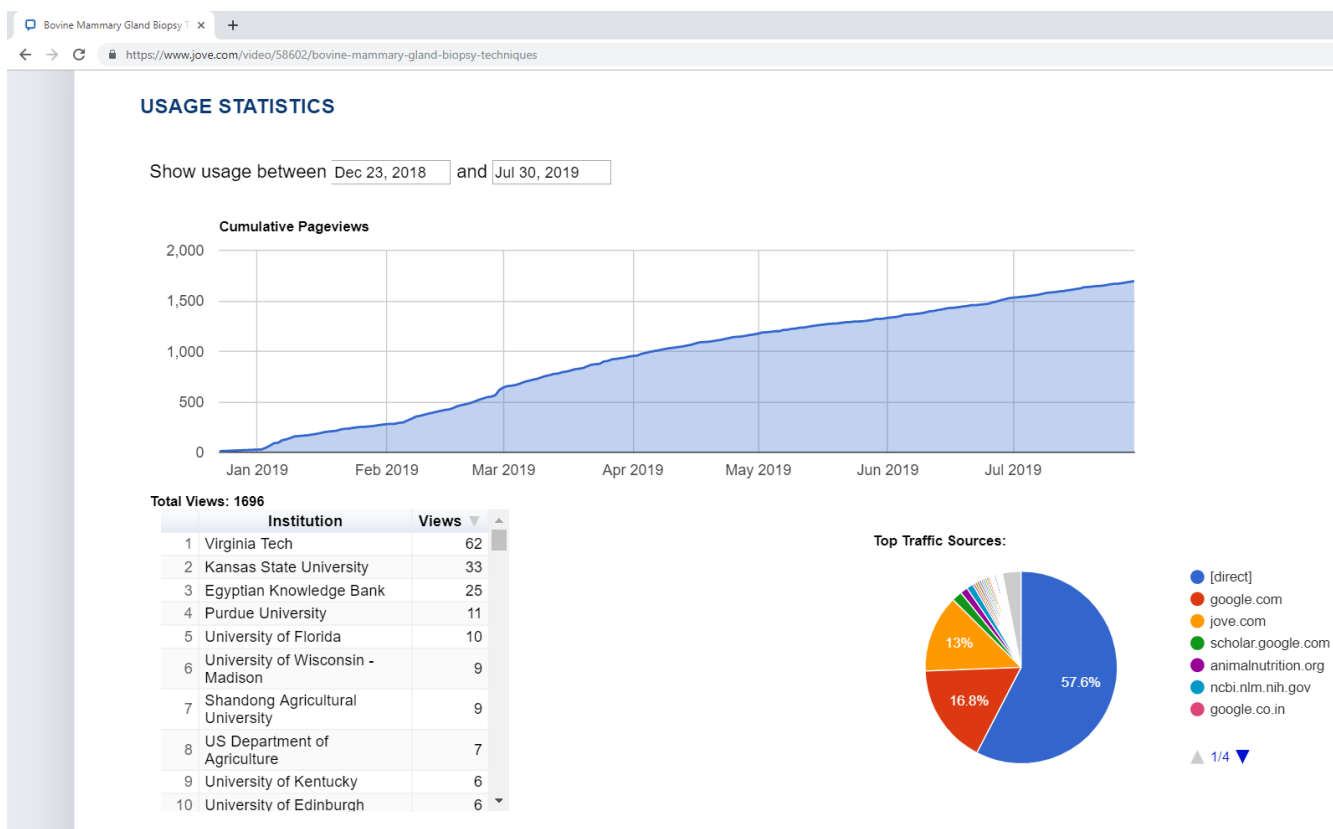 Bovine Mammary Gland Biopsy T
https://www.jove.com/video/58602/bovine-mammary-gland-biopsy-techniques
USAGE STATISTICS
Show usage between Dec 23, 2018 and Jul 30, 2019
Cumulative Pageviews
2,000
1,500
1,000
500
0
Jan 2019 Feb 2019 Mar 2019 Apr 2019 May 2019 Jun 2019 Jul 2019
Total Views: 1696
Institution Views
1 Virginia Tech 62
2 Kansas State University 33
3 Egyptian Knowledge Bank 25
4 Purdue University 11
5 University of Florida 10
6 University of Wisconsin -
Madison 9
7 Shandong Agricultural
University 9
8 US Department of
Agriculture 7
9 University of Kentucky 6
10 University of Edinburgh 6
Top Traffic Sources:
57.6%
16.8%
13%
[direct]
google.com
jove.com
scholar.google.com
animalnutrition.org
ncbi.nlm.nih.gov
google.co.in
1/4